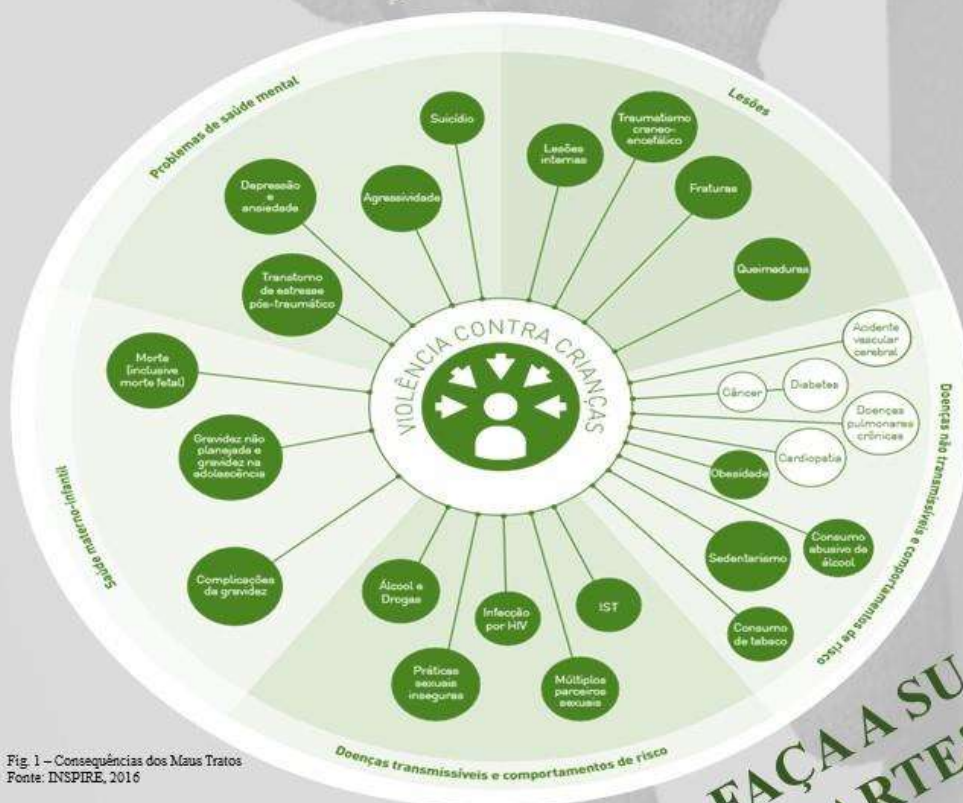 Problemas de saúde mental
Suicídio
Agressividade
Depressão
e
ansiedade
Transtorno
de estresse
pós-traumático
Lesões
Lesões
internas
Traumatismo
craneo-
encefálico
Fraturas
Queimaduras
VIOLÊNCIA CONTRA CRIANÇAS
Doenças não transmissíveis e comportamentos de risco
Acidente
vascular
cerebral
Câncer
Diabetes
Doenças
pulmonares
crônicas
Cardiopatia
Obesidade
Consumo
abusivo de
álcool
Sedentarismo
Consumo
de tabaco
Saúde materno-infantil
Morte
(inclusive
morte fetal)
Gravidez não
planejada e
gravidez na
adolescência
Complicações
da gravidez
Álcool e
Drogas
Práticas
sexuais
inseguras
Infecção
por HIV
Múltiplos
parceiros
sexuais
IST
Doenças transmissíveis e comportamentos de risco
Fig. 1 – Consequências dos Maus Tratos
Fonte: INSPIRE, 2016
FAÇA A SU
ARTE